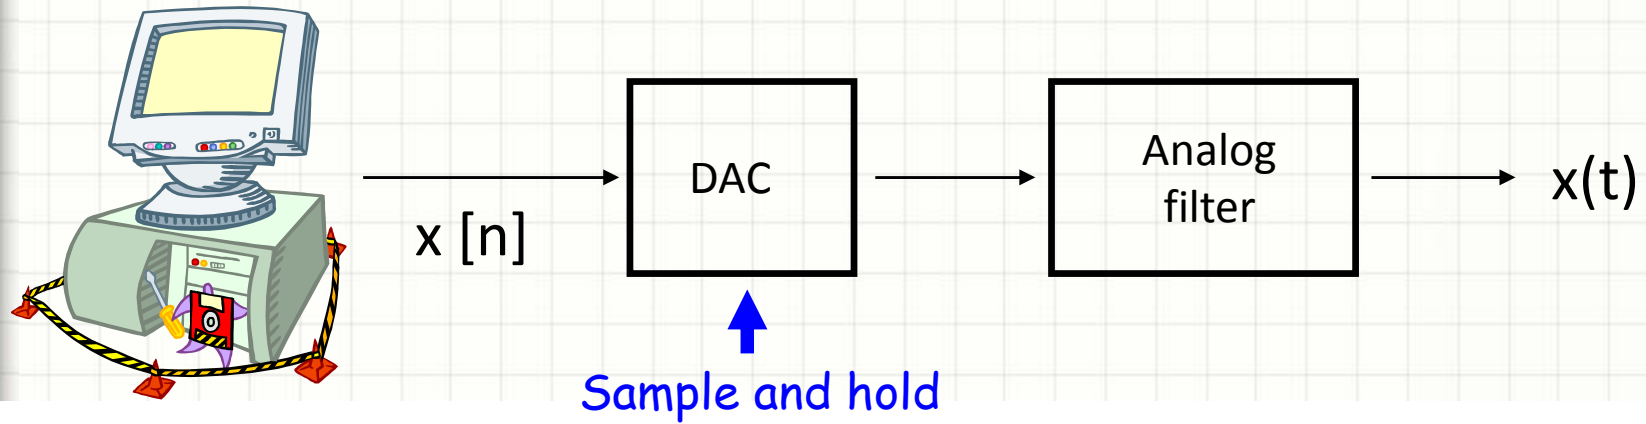 x [n]
DAC
Analog
filter
x(t)
Sample and hold